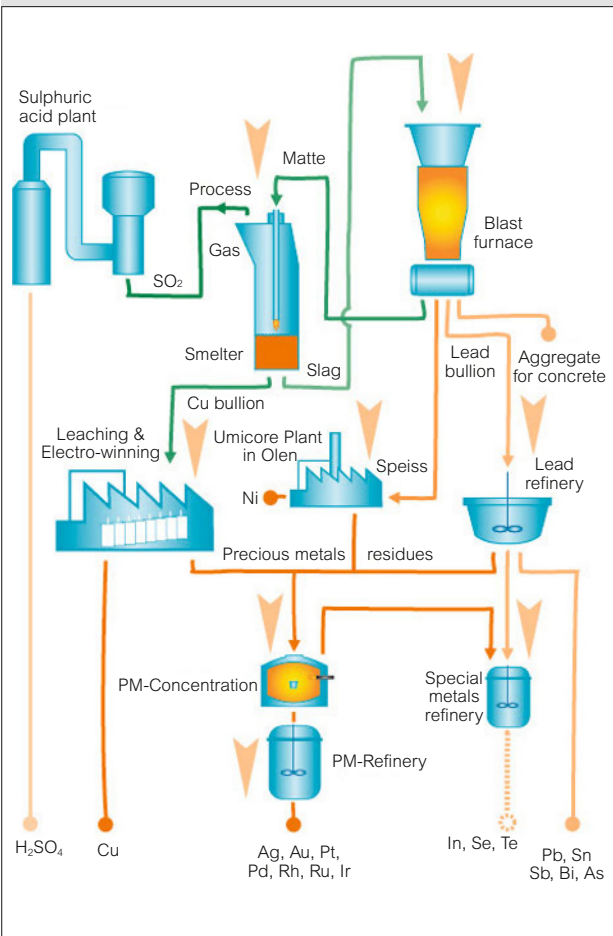 Sulphuric
acid plant
Matte
Process
Gas
SO₂
Blast
furnace
Smelter
Slag
Lead
bullion
Aggregate
for concrete
Cu bullion
Leaching &
Electro-winning
Umicore Plant
in Olen
Speiss
Ni
Lead
refinery
Precious metals residues
PM-Concentration
Special
metals
refinery
PM-Refinery
H₂SO₄
Cu
Ag, Au, Pt,
Pd, Rh, Ru, Ir
In, Se, Te
Pb, Sn
Sb, Bi, As